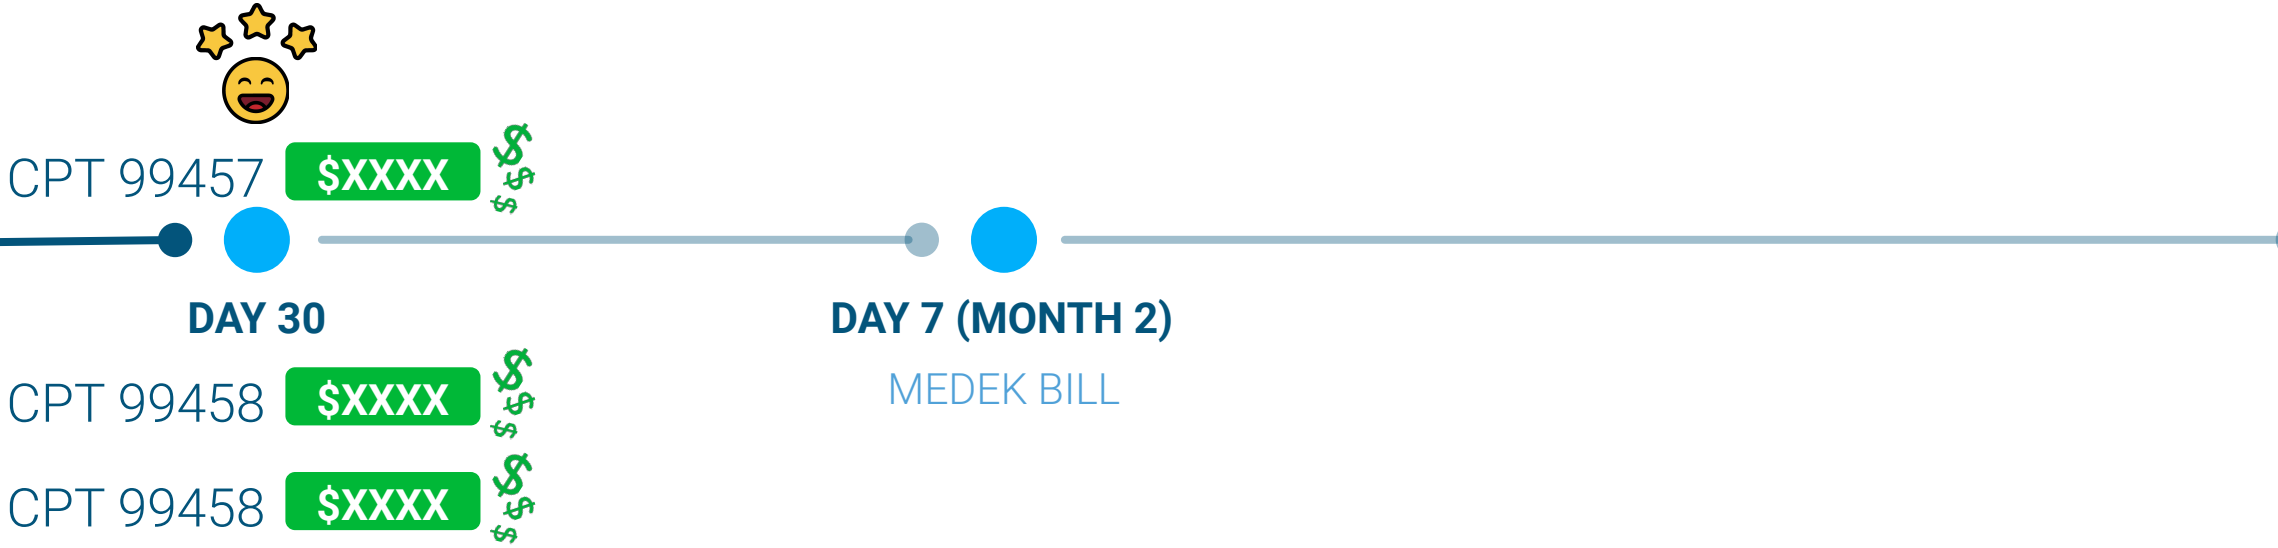 CPT 99457 $XXXX
DAY 30
CPT 99458 $XXXX
CPT 99458 $XXXX
DAY 7 (MONTH 2)
MEDEK BILL